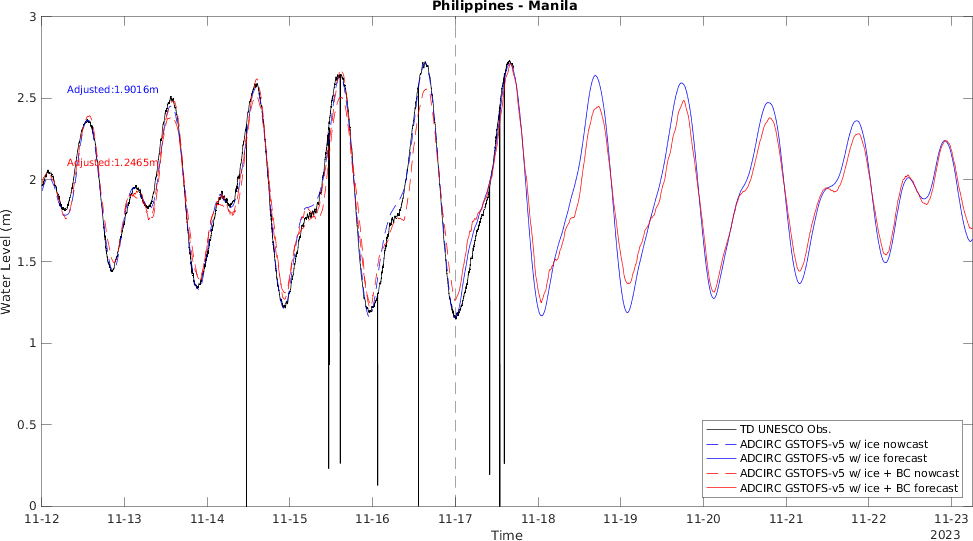 Philippines - Manila
3
2.5
2
1.5
1
0.5
0
Water Level (m)
Adjusted:1.9016m
Adjusted:1.2465m
TD UNESCO Obs.
ADCIRC GSTOFS-v5 w/ ice nowcast
ADCIRC GSTOFS-v5 w/ ice forecast
ADCIRC GSTOFS-v5 w/ ice + BC nowcast
ADCIRC GSTOFS-v5 w/ ice + BC forecast
11-12 11-13 11-14 11-15 11-16 11-17 11-18 11-19 11-20 11-21 11-22 11-23
Time
2023